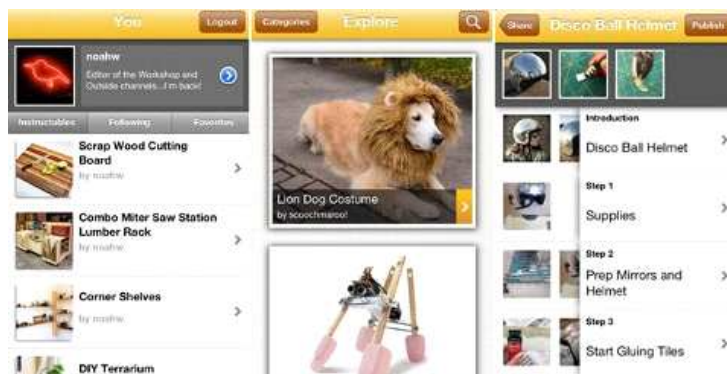 You
Logout
noahw
Editor of the Workshop and
Outside channels...I'm back!
Instructables
Following
Favorites
Scrap Wood Cutting
Board
by noahw
Combo Miter Saw Station
Lumber Rack
by noahw
Corner Shelves
by noahw
DIY Terrarium
Categories
Explore
Lion Dog Costume
by scoochmaroo!
Share
Disco Ball Helmet
Publish
Introduction
Disco Ball Helmet
Step 1
Supplies
Step 2
Prep Mirrors and
Helmet
Step 3
Start Gluing Tiles